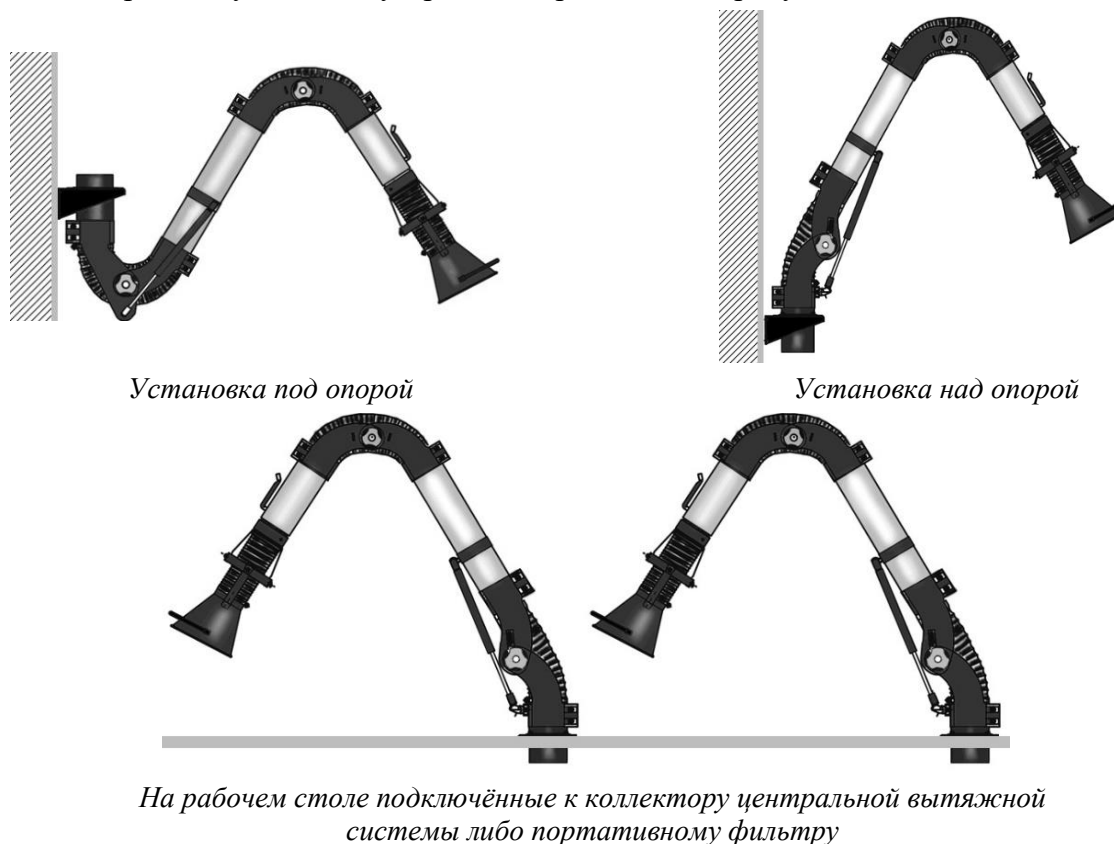 Установка под опорой
Установка над опорой
На рабочем столе подключённые к коллектору центральной вытяжной
системы либо портативному фильтру